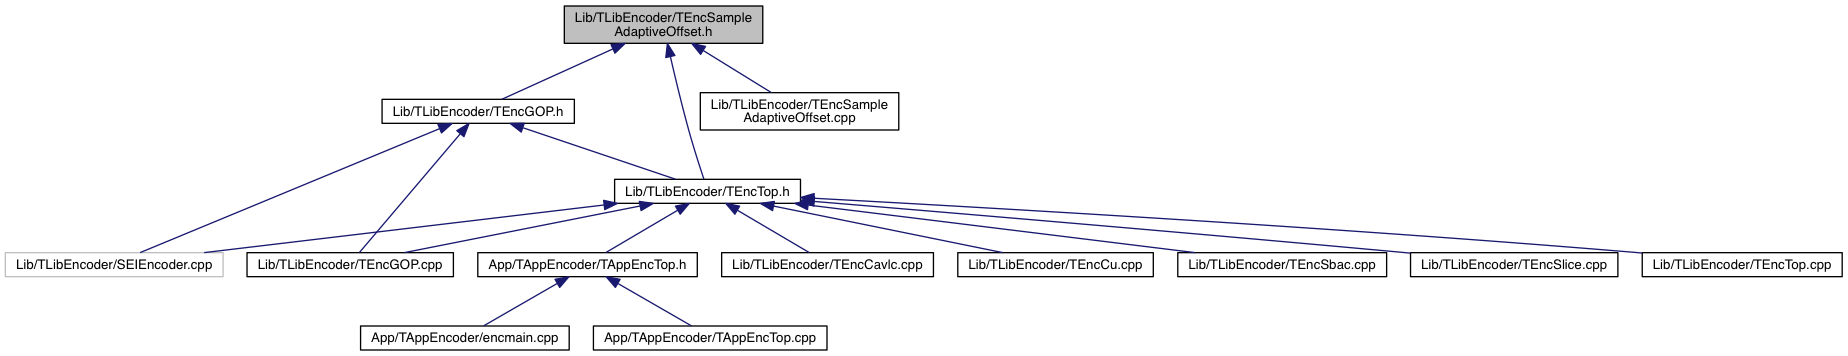 Lib/TLibEncoder/TEncSample
AdaptiveOffset.h
Lib/TLibEncoder/TEncGOP.h
Lib/TLibEncoder/TEncSample
AdaptiveOffset.cpp
Lib/TLibEncoder/TEncTop.h
Lib/TLibEncoder/SEIEncoder.cpp
Lib/TLibEncoder/TEncGOP.cpp
App/TAppEncoder/TAppEncTop.h
Lib/TLibEncoder/TEncCavlc.cpp
Lib/TLibEncoder/TEncCu.cpp
Lib/TLibEncoder/TEncSbac.cpp
Lib/TLibEncoder/TEncSlice.cpp
Lib/TLibEncoder/TEncTop.cpp
App/TAppEncoder/encmain.cpp
App/TAppEncoder/TAppEncTop.cpp